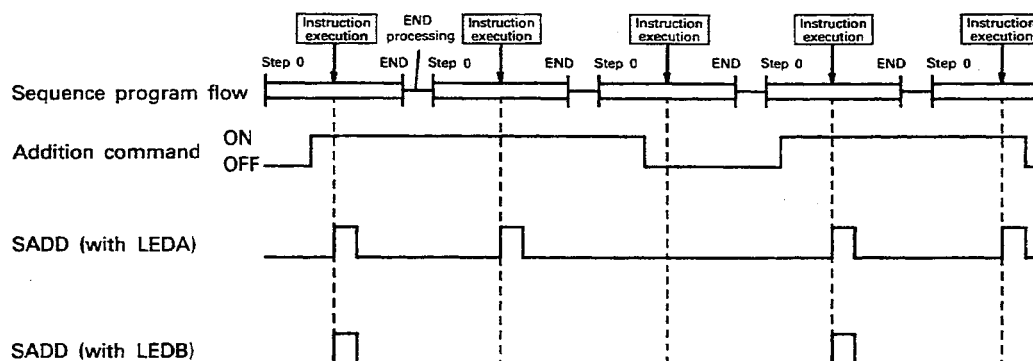 Instruction execution
END processing
Instruction execution
Instruction execution
Instruction execution
Instruction execution
Step 0
END
Step 0
END
Step 0
END
Step 0
END
Step 0
Sequence program flow
Addition command
ON
OFF
SADD (with LEDA)
SADD (with LEDB)